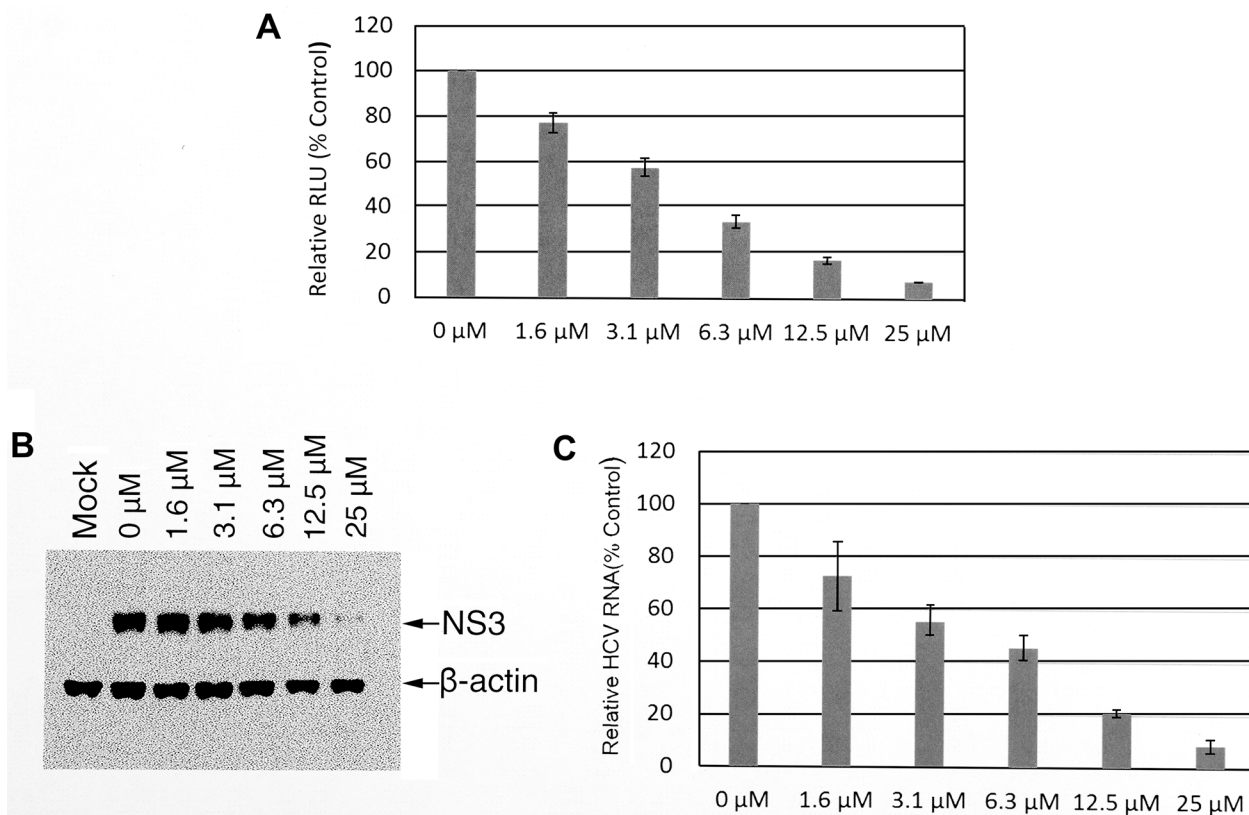 A
Relative RLU (% Control)
120
100
80
60
40
20
0
0 µM 1.6 µM 3.1 µM 6.3 µM 12.5 µM 25 µM
B
Mock
0 µM
1.6 µM
3.1 µM
6.3 µM
12.5 µM
25 µM
NS3
β-actin
C
Relative HCV RNA(% Control)
120
100
80
60
40
20
0
0 µM 1.6 µM 3.1 µM 6.3 µM 12.5 µM 25 µM